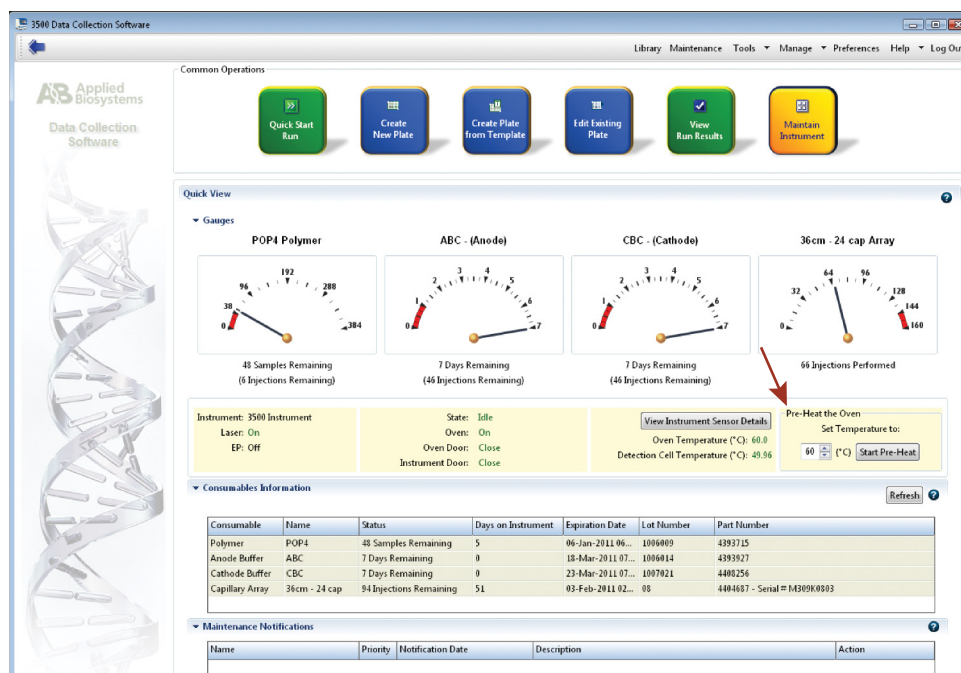 3500 Data Collection Software
Library Maintenance Tools Manage Preferences Help Log Ou
AB Applied Biosystems
Data Collection
Software
Common Operations
Quick Start
Run
Create
New Plate
Create Plate
from Template
Edit Existing
Plate
View
Run Results
Maintain
Instrument
Quick View
Gauges
POP4 Polymer
0 38 96 192 288 384
48 Samples Remaining
(6 Injections Remaining)
ABC - (Anode)
0 1 2 3 4 5 6 7
7 Days Remaining
(46 Injections Remaining)
CBC - (Cathode)
0 1 2 3 4 5 6 7
7 Days Remaining
(46 Injections Remaining)
36cm - 24 cap Array
0 32 64 96 128 144 160
66 Injections Performed
Instrument: 3500 Instrument
Laser: On
EP: Off
State: Idle
Oven: On
Oven Door: Close
Instrument Door: Close
View Instrument Sensor Details
Oven Temperature (°C): 60.0
Detection Cell Temperature (°C): 49.96
Pre-Heat the Oven
Set Temperature to:
60 (°C) Start Pre-Heat
Consumables Information
Refresh
Consumable Name Status Days on Instrument Expiration Date Lot Number Part Number
Polymer POP4 48 Samples Remaining 5 06-Jan-2011 06... 1006009 4393715
Anode Buffer ABC 7 Days Remaining 0 18-Mar-2011 07... 1006014 4393927
Cathode Buffer CBC 7 Days Remaining 0 23-Mar-2011 07... 1007021 4408256
Capillary Array 36cm - 24 cap 94 Injections Remaining 51 03-Feb-2011 02... 08 4404687 - Serial # M309K0803
Maintenance Notifications
Name Priority Notification Date Description Action